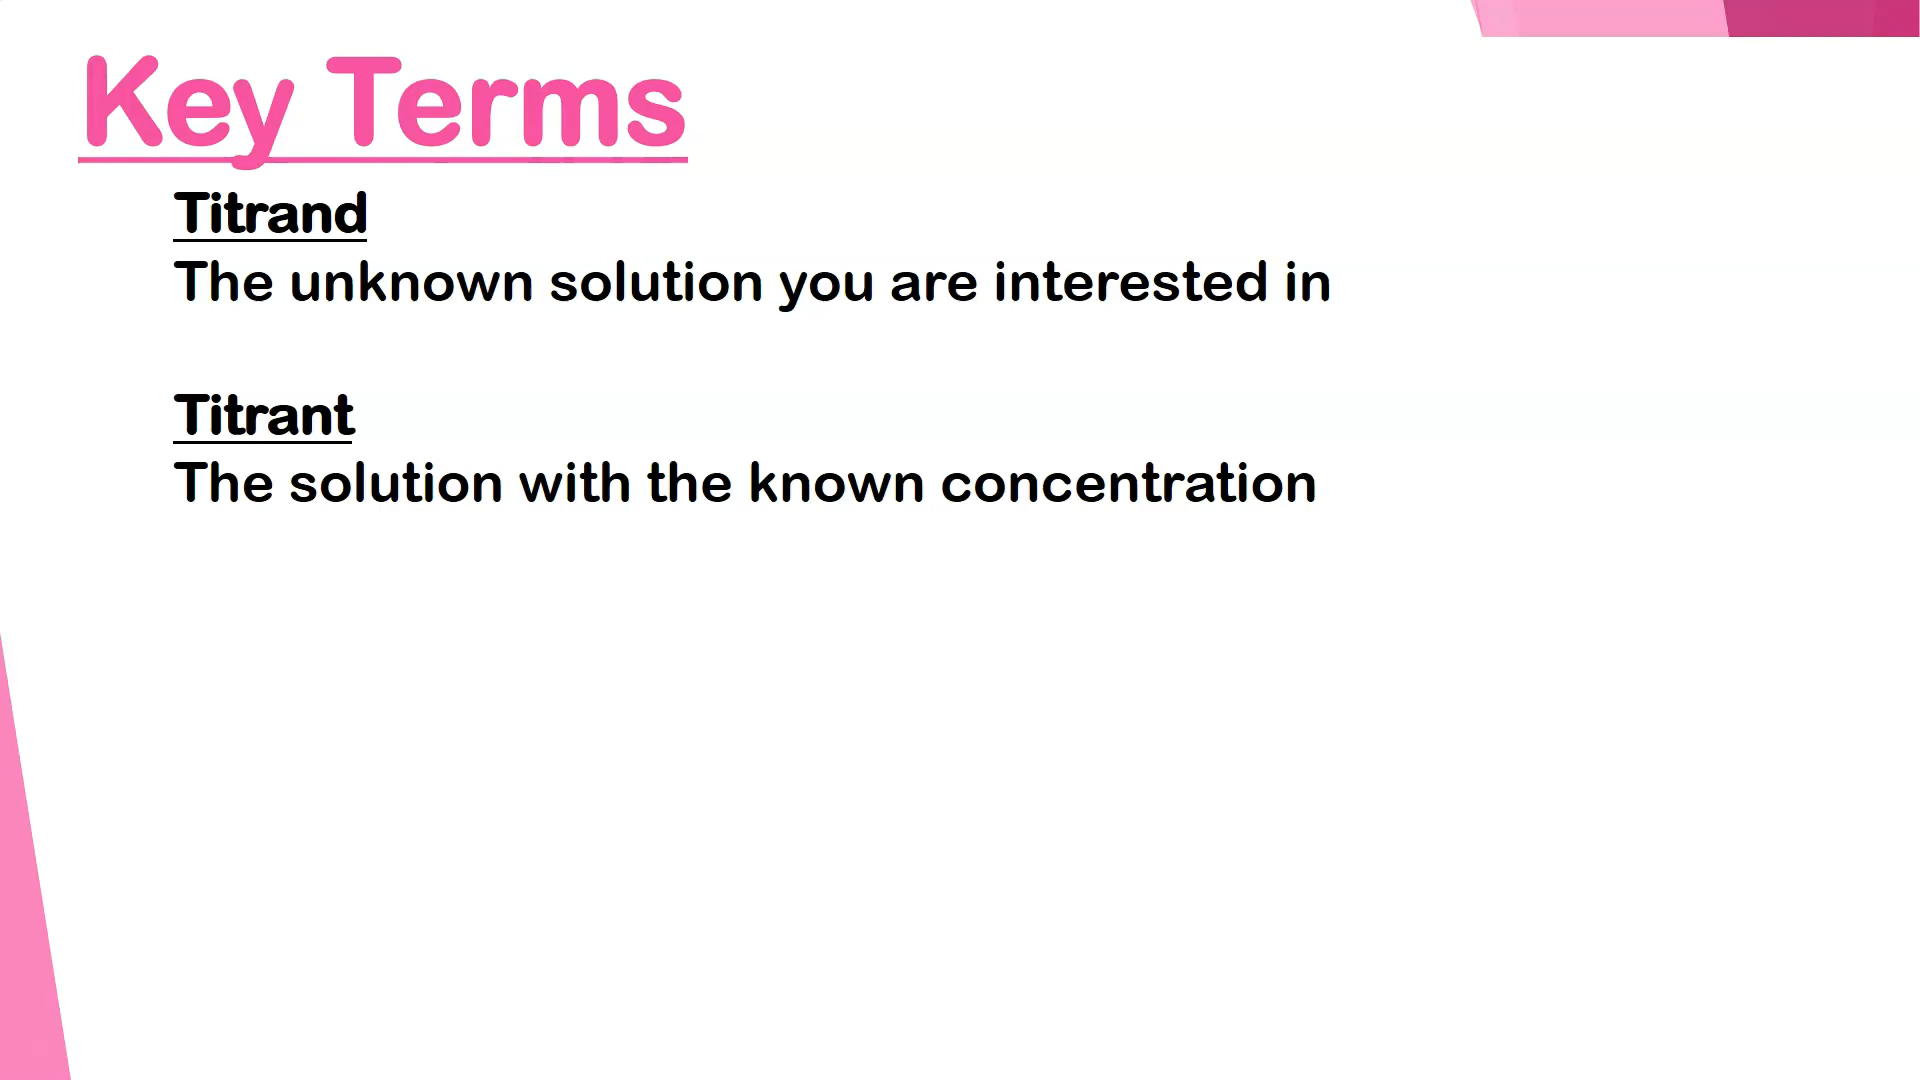 Key Terms
Titrand
The unknown solution you are interested in
Titrant
The solution with the known concentration